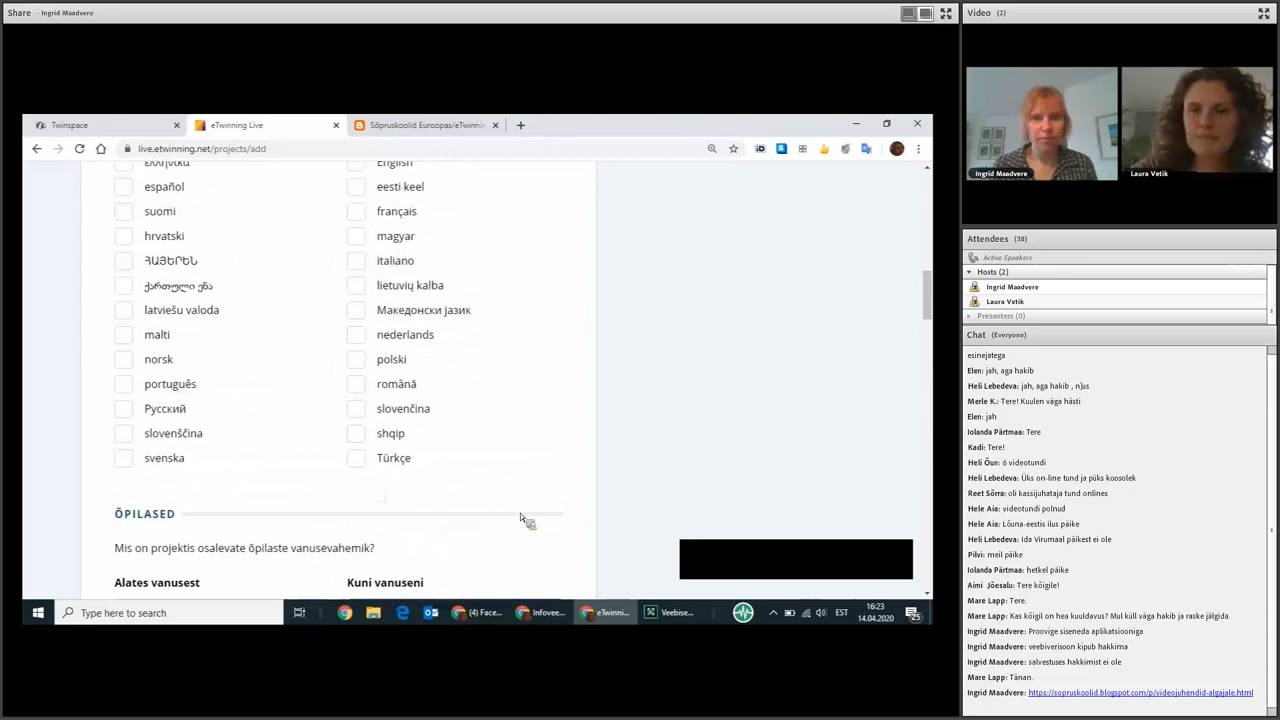 Share - Ingrid Maadvere
Twinspace
eTwinning Live
Sõpruskoolid Euroopas/eTwinnin
live.etwinning.net/projects/add
ελληνικά
English
español
eesti keel
suomi
français
hrvatski
magyar
ՀԱՅԵՐԵՆ
italiano
ქართული ენა
lietuvių kalba
latviešu valoda
Македонски јазик
malti
nederlands
norsk
polski
português
română
Русский
slovenčina
slovenščina
shqip
svenska
Türkçe
ÕPILASED
Mis on projektis osalevate õpilaste vanusevahemik?
Alates vanusest
Kuni vanuseni
Type here to search
(4) Face...
Infovee...
eTwinni...
Veebise...
EST
16:23
14.04.2020
25
Video (2)
Ingrid Maadvere
Laura Vetik
Attendees (38)
Active Speakers
Hosts (2)
Ingrid Maadvere
Laura Vetik
Presenters (0)
Chat (Everyone)
esinejatega
Elen: jah, aga hakib
Heli Lebedeva: jah, aga hakib , n]us
Merle K.: Tere! Kuulen väga hästi
Elen: jah
Iolanda Pärtmaa: Tere
Kadi: Tere!
Heli Õun: 6 videotundi
Heli Lebedeva: Üks on-line tund ja püks koosolek
Reet Sõrra: oli kassijuhataja tund onlines
Hele Aia: videotundi polnud
Hele Aia: Lõuna-eestis ilus päike
Heli Lebedeva: Ida Virumaal päikest ei ole
Pilvi: meil päike
Iolanda Pärtmaa: hetkel päike
Aimi Jõesalu: Tere kõigile!
Mare Lapp: Tere.
Mare Lapp: Kas kõigil on hea kuuldavus? Mul küll väga hakib ja raske jälgida.
Ingrid Maadvere: Proovige siseneda aplikatsiooniga
Ingrid Maadvere: veebiverisoon kipub hakkima
Ingrid Maadvere: salvestuses hakkimist ei ole
Mare Lapp: Tänan.
Ingrid Maadvere: https://sopruskoolid.blogspot.com/p/videojuhendid-algajale.html